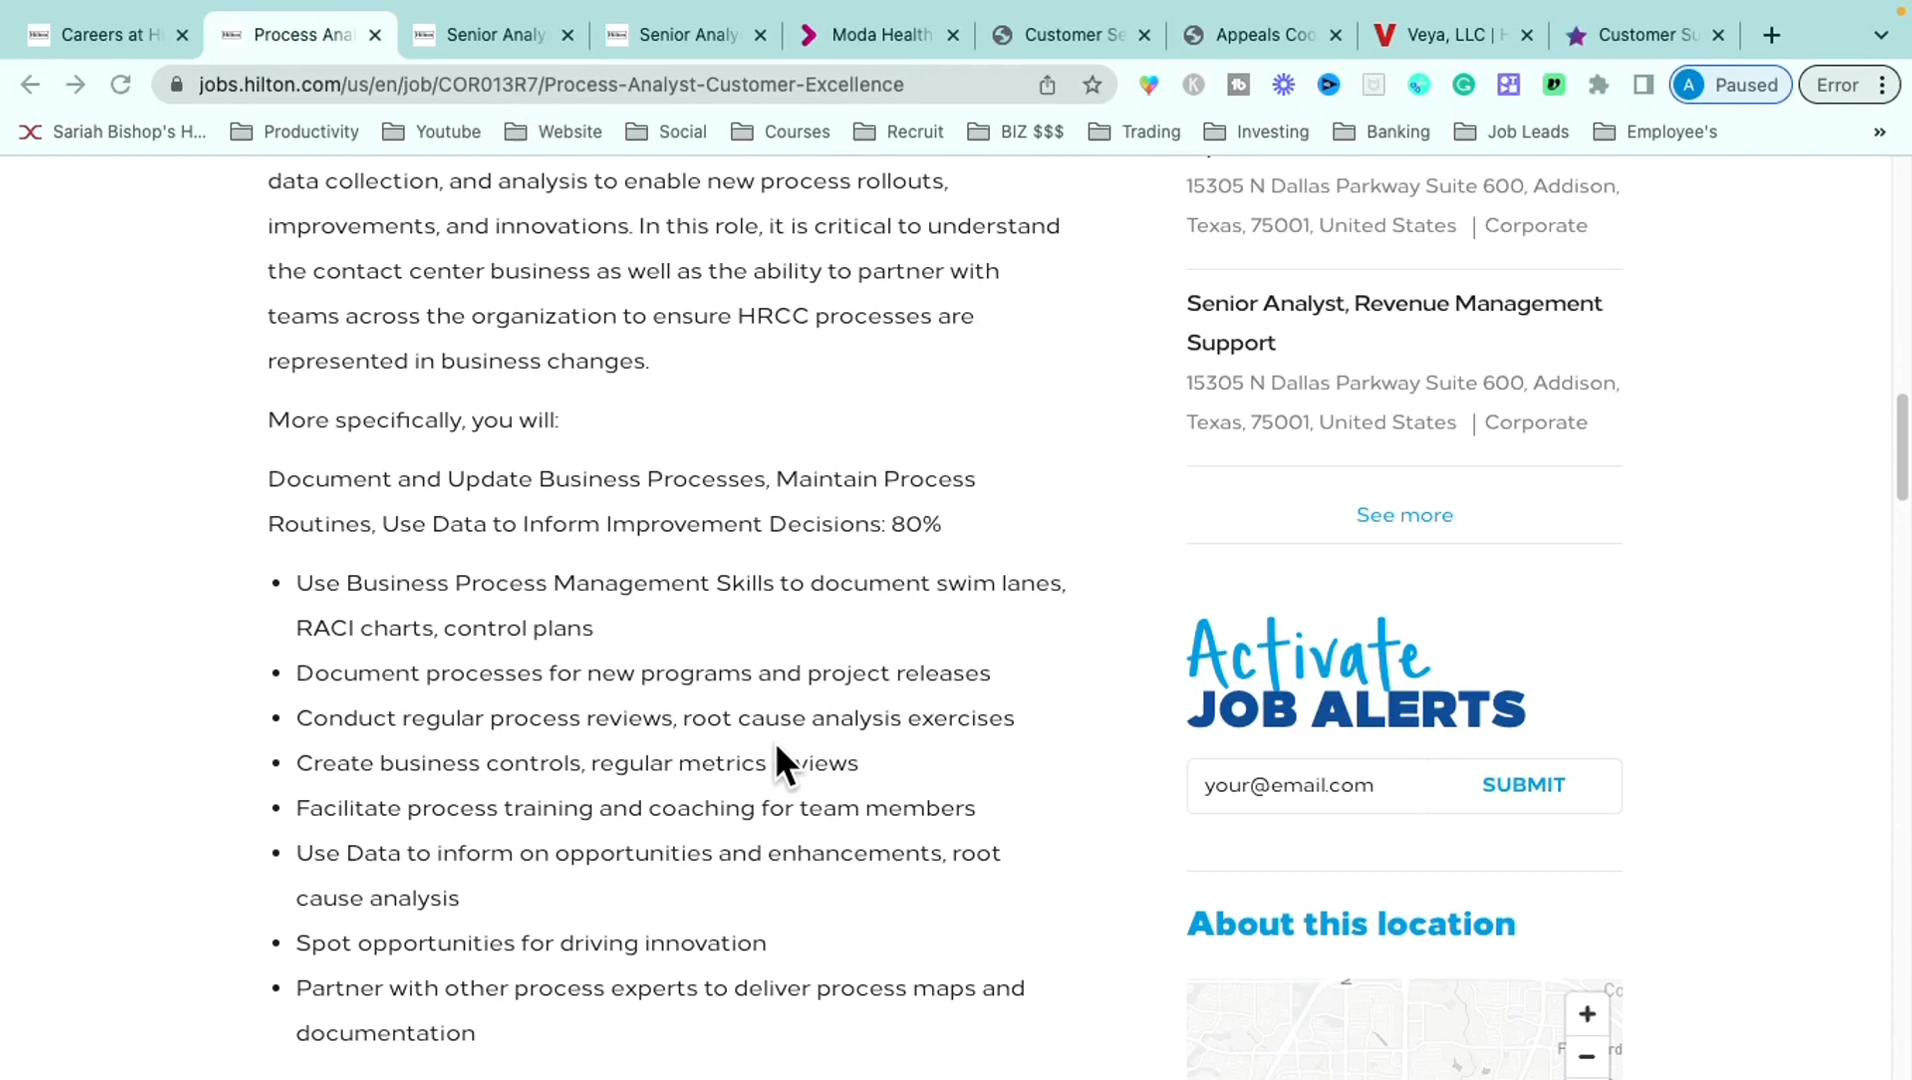 Careers at Hi
Process Anal
Senior Analy
Senior Analy
Moda Health
Customer Se
Appeals Coo
Veya, LLC | H
Customer Su
jobs.hilton.com/us/en/job/COR013R7/Process-Analyst-Customer-Excellence
A Paused
Error
Sariah Bishop's H...
Productivity
Youtube
Website
Social
Courses
Recruit
BIZ $$$
Trading
Investing
Banking
Job Leads
Employee's
»
data collection, and analysis to enable new process rollouts,
improvements, and innovations. In this role, it is critical to understand
the contact center business as well as the ability to partner with
teams across the organization to ensure HRCC processes are
represented in business changes.
More specifically, you will:
Document and Update Business Processes, Maintain Process
Routines, Use Data to Inform Improvement Decisions: 80%
• Use Business Process Management Skills to document swim lanes,
RACI charts, control plans
• Document processes for new programs and project releases
• Conduct regular process reviews, root cause analysis exercises
• Create business controls, regular metrics reviews
• Facilitate process training and coaching for team members
• Use Data to inform on opportunities and enhancements, root
cause analysis
• Spot opportunities for driving innovation
• Partner with other process experts to deliver process maps and
documentation
15305 N Dallas Parkway Suite 600, Addison,
Texas, 75001, United States | Corporate
Senior Analyst, Revenue Management
Support
15305 N Dallas Parkway Suite 600, Addison,
Texas, 75001, United States | Corporate
See more
Activate
JOB ALERTS
your@email.com
SUBMIT
About this location
+
−